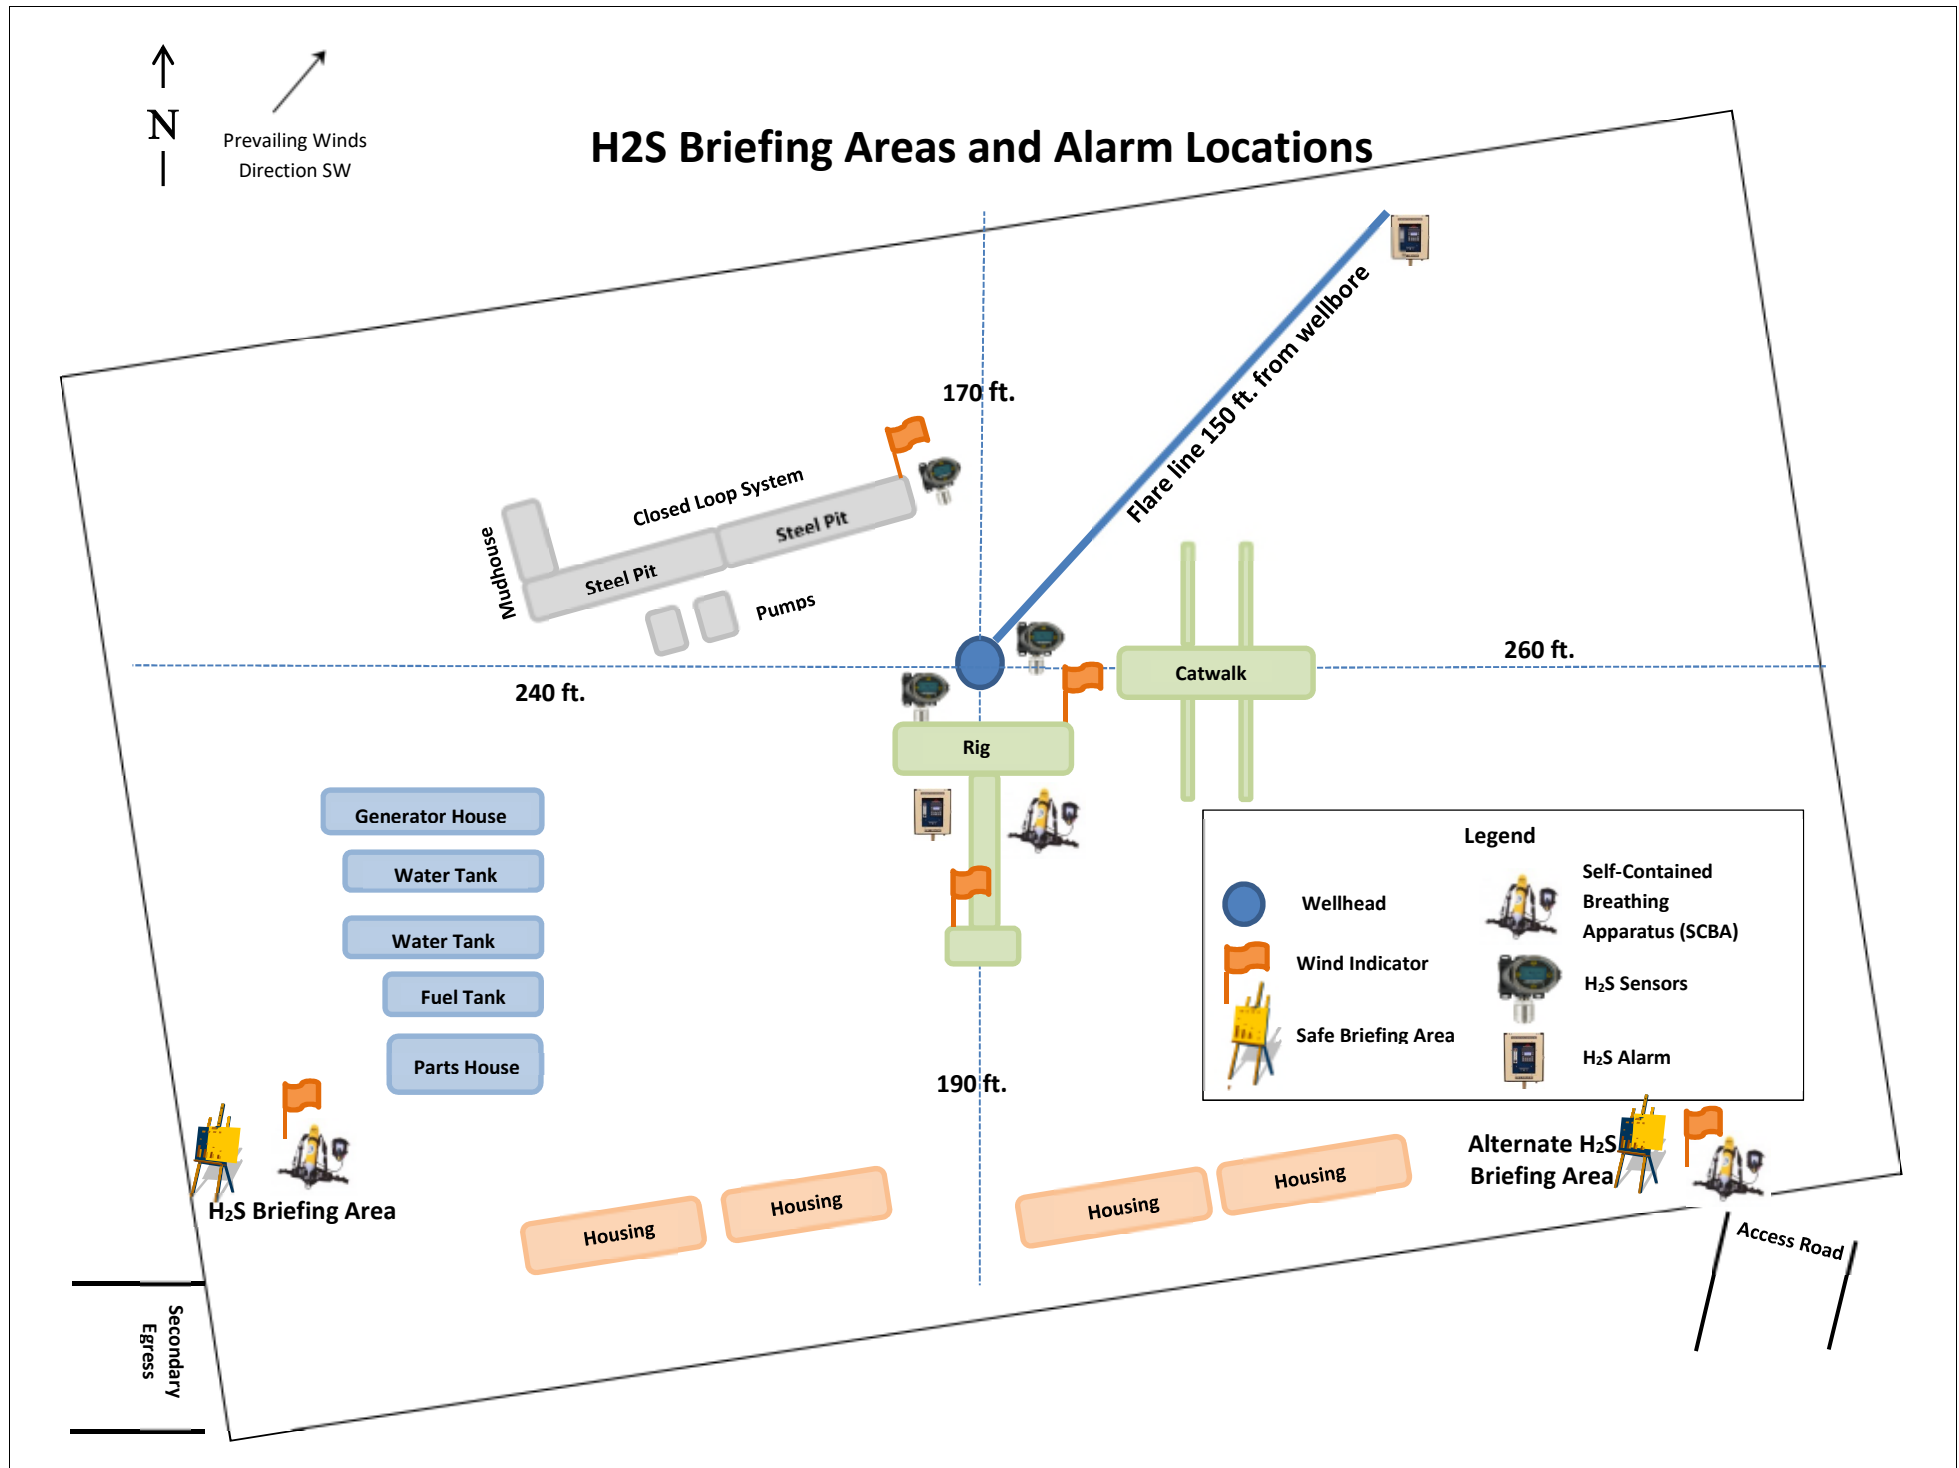 N
Prevailing Winds
Direction SW
H2S Briefing Areas and Alarm Locations
170 ft.
Flare line 150 ft. from wellbore
Closed Loop System
Steel Pit
Steel Pit
Mudhouse
Pumps
260 ft.
240 ft.
Catwalk
Rig
Generator House
Water Tank
Water Tank
Fuel Tank
Parts House
190 ft.
Legend
Wellhead
Wind Indicator
Safe Briefing Area
Self-Contained
Breathing
Apparatus (SCBA)
H₂S Sensors
H₂S Alarm
H₂S Briefing Area
Housing
Housing
Housing
Housing
Alternate H₂S
Briefing Area
Access Road
Secondary
Egress